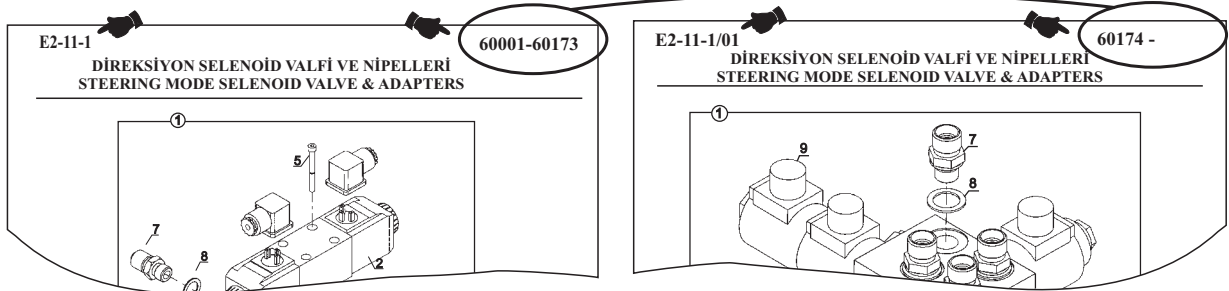 E2-11-1
60001-60173
DİREKSİYON SELENOİD VALFİ VE NİPELLERİ
STEERING MODE SELENOID VALVE & ADAPTERS
1
5
7
8
2
E2-11-1/01
60174 -
DİREKSİYON SELENOİD VALFİ VE NİPELLERİ
STEERING MODE SELENOID VALVE & ADAPTERS
1
9
7
8